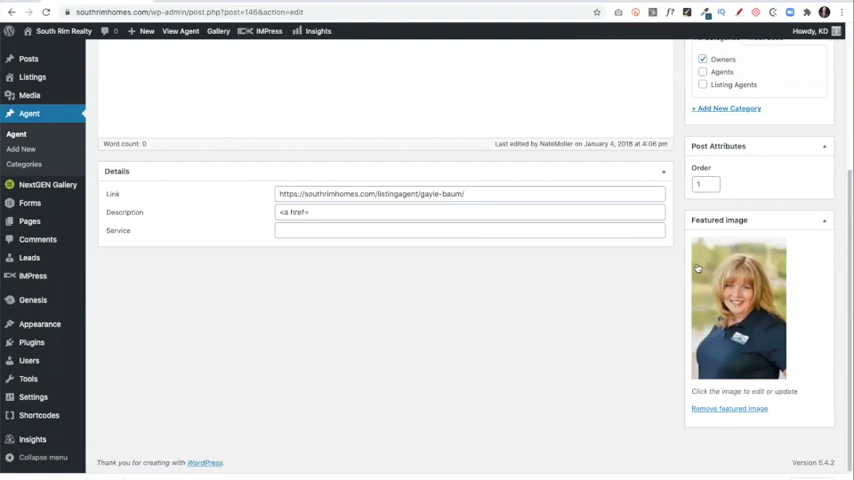 southrimhomes.com/wp-admin/post.php?post=146&action=edit
South Rim Realty 0 New View Agent Gallery IMPress Insights Howdy, KD
Posts
Listings
Media
Agent
Agent
Add New
Categories
NextGEN Gallery
Forms
Pages
Comments
Leads
IMPress
Genesis
Appearance
Plugins
Users
Tools
Settings
Shortcodes
Insights
Collapse menu
Word count: 0 Last edited by NateMoller on January 4, 2018 at 4:06 pm
Details
Link https://southrimhomes.com/listingagent/gayle-baum/
Description <a href=
Service
Owners
Agents
Listing Agents
+ Add New Category
Post Attributes
Order
1
Featured image
Click the image to edit or update
Remove featured image
Thank you for creating with WordPress. Version 5.4.2